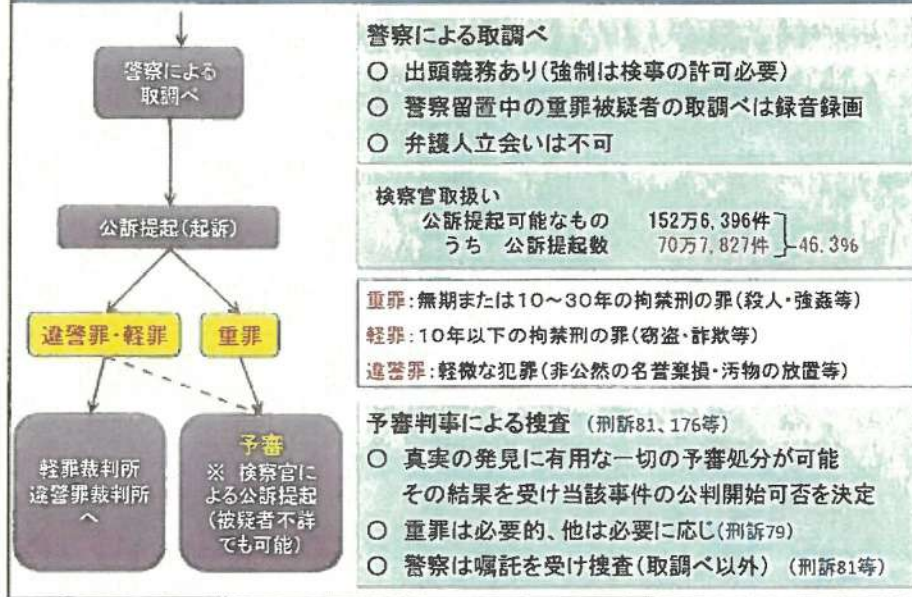 警察による
取調べ
公訴提起(起訴)
違警罪・軽罪
重罪
軽罪裁判所
違警罪裁判所
へ
予審
※ 検察官に
よる公訴提起
(被疑者不詳
でも可能)
警察による取調べ
○ 出頭義務あり(強制は検事の許可必要)
○ 警察留置中の重罪被疑者の取調べは録音録画
○ 弁護人立会いは不可
検察官取扱い
公訴提起可能なもの 152万6,396件
うち 公訴提起数 70万7,827件 46.3%
重罪:無期または10～30年の拘禁刑の罪(殺人・強姦等)
軽罪:10年以下の拘禁刑の罪(窃盗・詐欺等)
違警罪:軽微な犯罪(非公然の名誉棄損・汚物の放置等)
予審判事による捜査 (刑訴81、176等)
○ 真実の発見に有用な一切の予審処分が可能
その結果を受け当該事件の公判開始可否を決定
○ 重罪は必要的、他は必要に応じ(刑訴79)
○ 警察は嘱託を受け捜査(取調べ以外) (刑訴81等)